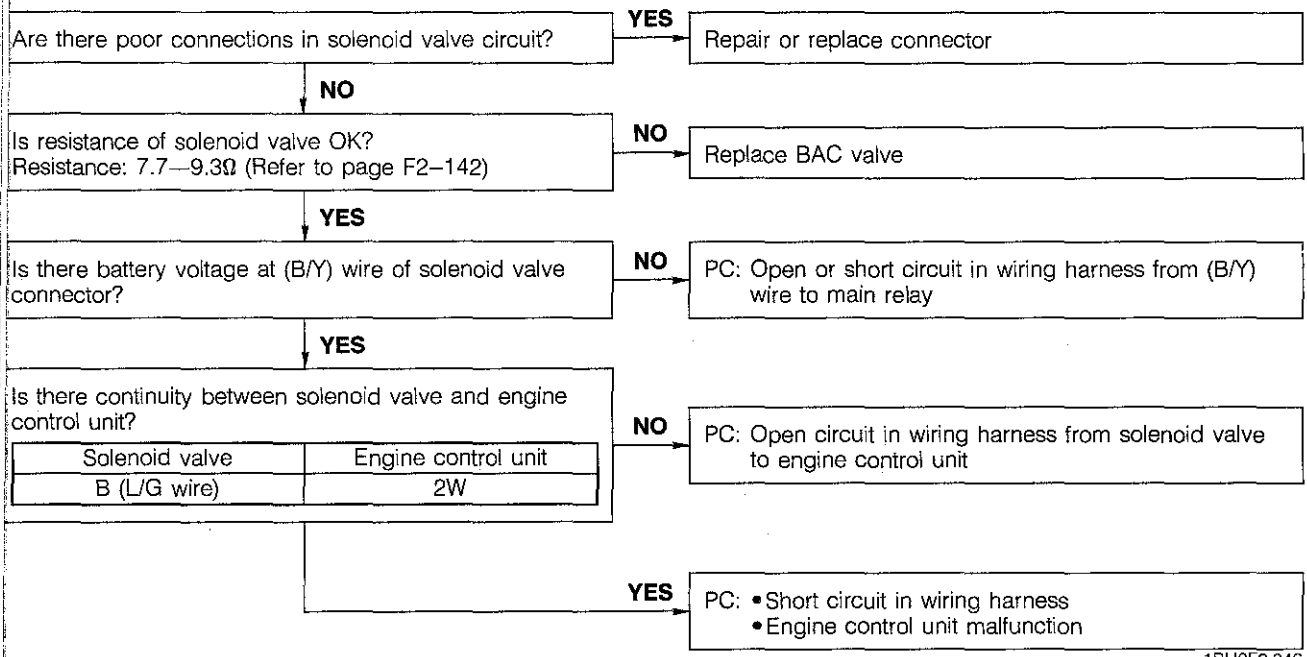 Are there poor connections in solenoid valve circuit?
YES
Repair or replace connector
NO
Is resistance of solenoid valve OK?
Resistance: 7.7—9.3Ω (Refer to page F2–142)
NO
Replace BAC valve
YES
Is there battery voltage at (B/Y) wire of solenoid valve
connector?
NO
PC: Open or short circuit in wiring harness from (B/Y)
wire to main relay
YES
Is there continuity between solenoid valve and engine
control unit?
Solenoid valve
Engine control unit
B (L/G wire)
2W
NO
PC: Open circuit in wiring harness from solenoid valve
to engine control unit
YES
PC: •Short circuit in wiring harness
•Engine control unit malfunction